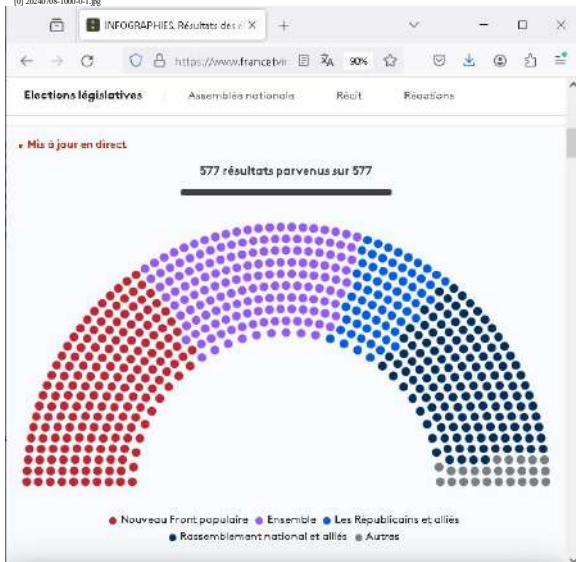 [0] 20240708-1000-0-1.jpg
INFOGRAPHIES. Résultats des
https://www.francetvir 90%
Elections législatives Assemblée nationale Récit Réactions
Mis à jour en direct
577 résultats parvenus sur 577
Nouveau Front populaire Ensemble Les Républicains et alliés
Rassemblement national et alliés Autres